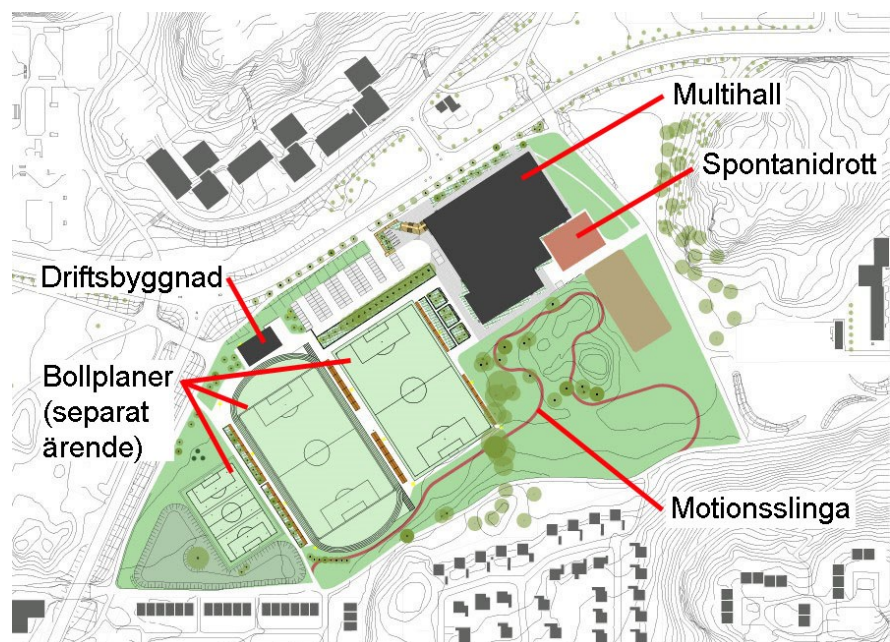 Multihall
Spontanidrott
Driftsbyggnad
Bollplaner
(separat
ärende)
Motionsslinga